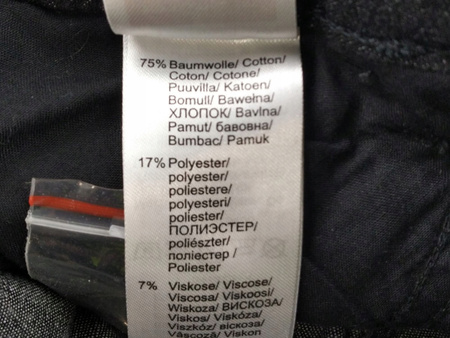 75% Baumwolle/ Cotton/
Coton/ Cotone/
Puuvilla/ Katoen/
Bomull/ Bawełna/
ХЛОПОК/ Bavlna/
Pamut/ бавовна/
Bumbac/ Pamuk
17% Polyester/
polyester/
poliestere/
polyesteri/
poliester/
ПОЛИЭСТЕР/
poliészter/
поліестер/
Poliester
7% Viskose/ Viscose/
Viscosa/ Viskoosi/
Wiskoza/ ВИСКОЗА/
Viskos/ Viskoza/
Viszkóz/ віскоза/
Vâscoză/ Viskon